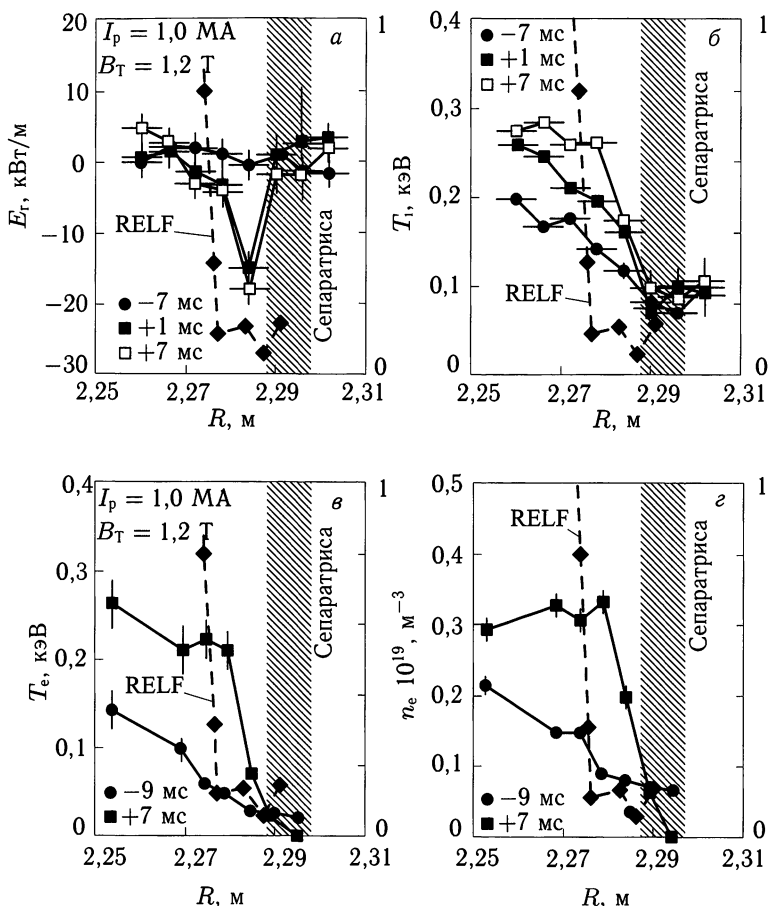 I_p = 1,0 МА
B_T = 1,2 Т
а
20
10
0
−10
−20
−30
E_r, кВт/м
RELF
−7 мс
+1 мс
+7 мс
Сепаратриса
1
0
2,25
2,27
2,29
2,31
R, м
−7 мс
+1 мс
+7 мс
б
0,4
0,3
0,2
0,1
0
T_i, кэВ
RELF
Сепаратриса
1
0
2,25
2,27
2,29
2,31
R, м
I_p = 1,0 МА
B_T = 1,2 Т
в
0,4
0,3
0,2
0,1
0
T_e, кэВ
RELF
−9 мс
+7 мс
Сепаратриса
1
0
2,25
2,27
2,29
2,31
R, м
г
0,5
0,4
0,3
0,2
0,1
0
n_e 10^19, м^−3
RELF
−9 мс
+7 мс
Сепаратриса
1
0
2,25
2,27
2,29
2,31
R, м